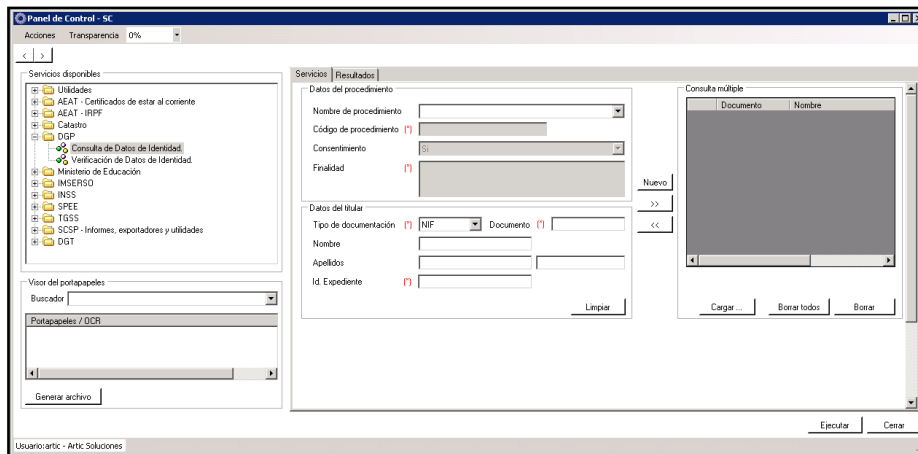 Panel de Control - SC
Acciones Transparencia 0%
< >
Servicios disponibles
Utilidades
AEAT - Certificados de estar al corriente
AEAT - IRPF
Catastro
DGP
Consulta de Datos de Identidad.
Verificación de Datos de Identidad.
Ministerio de Educación
IMSERSO
INSS
SPEE
TGSS
SCSP - Informes, exportadores y utilidades
DGT
Visor del portapapeles
Buscador
Portapapeles / OCR
Generar archivo
Servicios Resultados
Datos del procedimiento
Nombre de procedimiento
Código de procedimiento (*)
Consentimiento Si
Finalidad (*)
Datos del titular
Tipo de documentación (*) NIF Documento (*)
Nombre
Apellidos
Id. Expediente (*)
Limpiar
Nuevo
>>
<<
Consulta múltiple
Documento Nombre
Cargar ... Borrar todos Borrar
Ejecutar Cerrar
Usuario:artic - Artic Soluciones